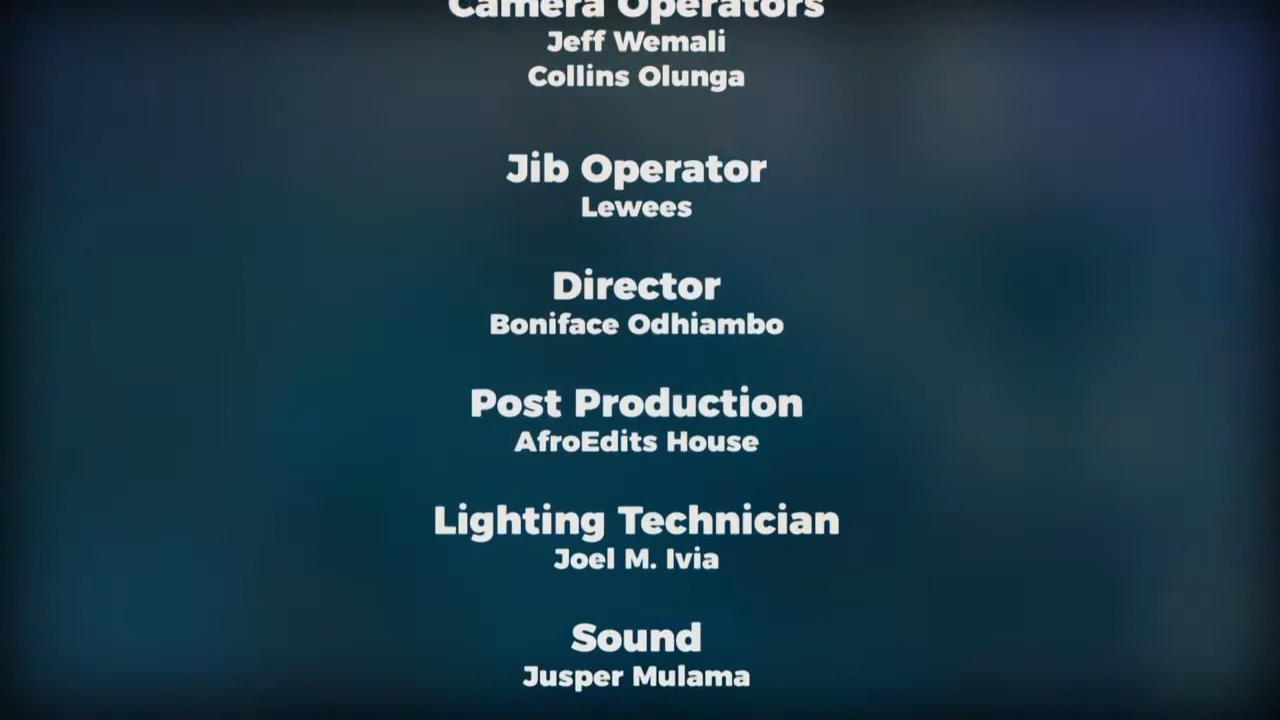 Camera Operators
Jeff Wemali
Collins Olunga
Jib Operator
Lewees
Director
Boniface Odhiambo
Post Production
AfroEdits House
Lighting Technician
Joel M. Ivia
Sound
Jusper Mulama